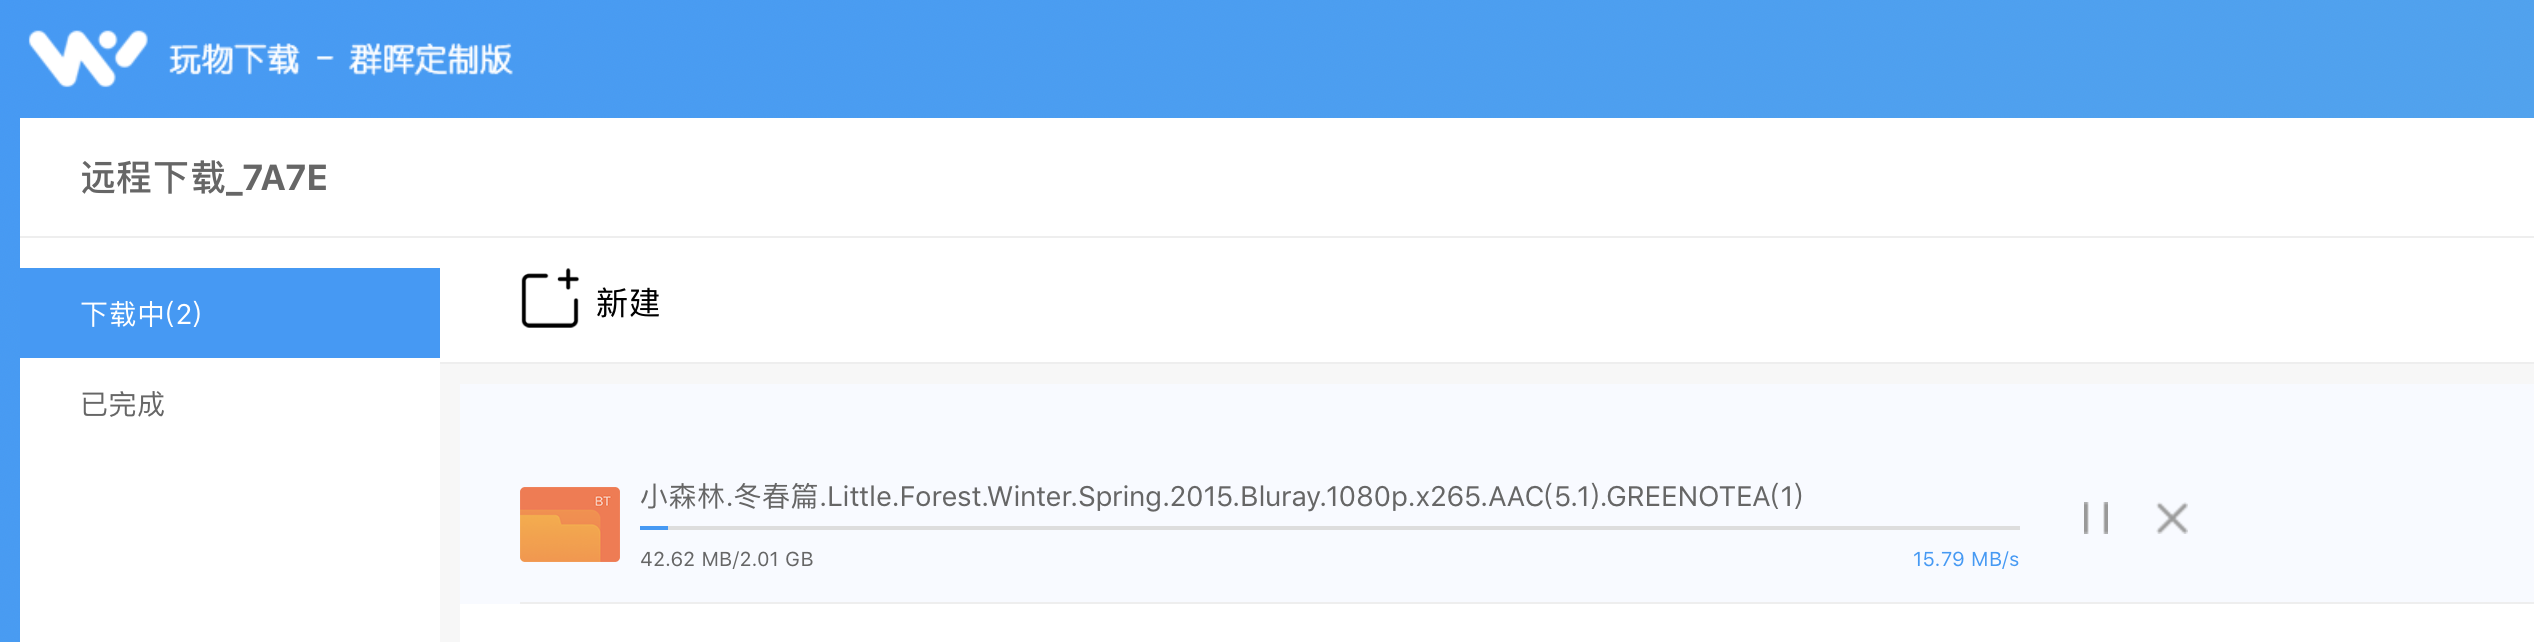 玩物下载 - 群晖定制版
远程下载_7A7E
下载中(2)
已完成
新建
BT
小森林.冬春篇.Little.Forest.Winter.Spring.2015.Bluray.1080p.x265.AAC(5.1).GREENOTEA(1)
42.62 MB/2.01 GB
15.79 MB/s